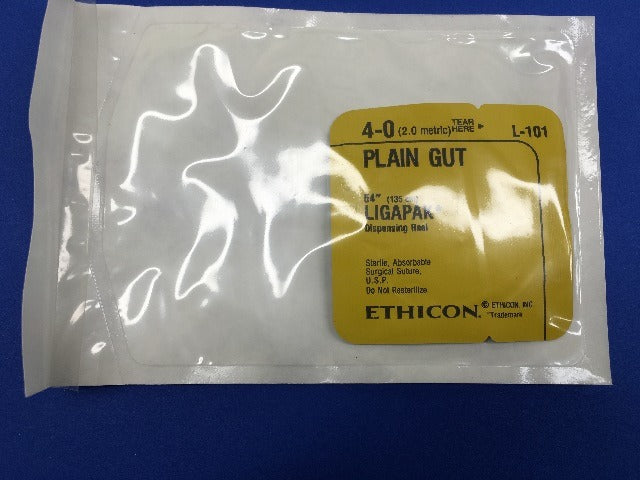 4-0 (2.0 metric) TEAR HERE ▶ L-101
PLAIN GUT
54" (135 cm)
LIGAPAK*
Dispensing Reel
Sterile, Absorbable
Surgical Suture,
U.S.P.
Do Not Resterilize
ETHICON. © ETHICON, INC.
*Trademark